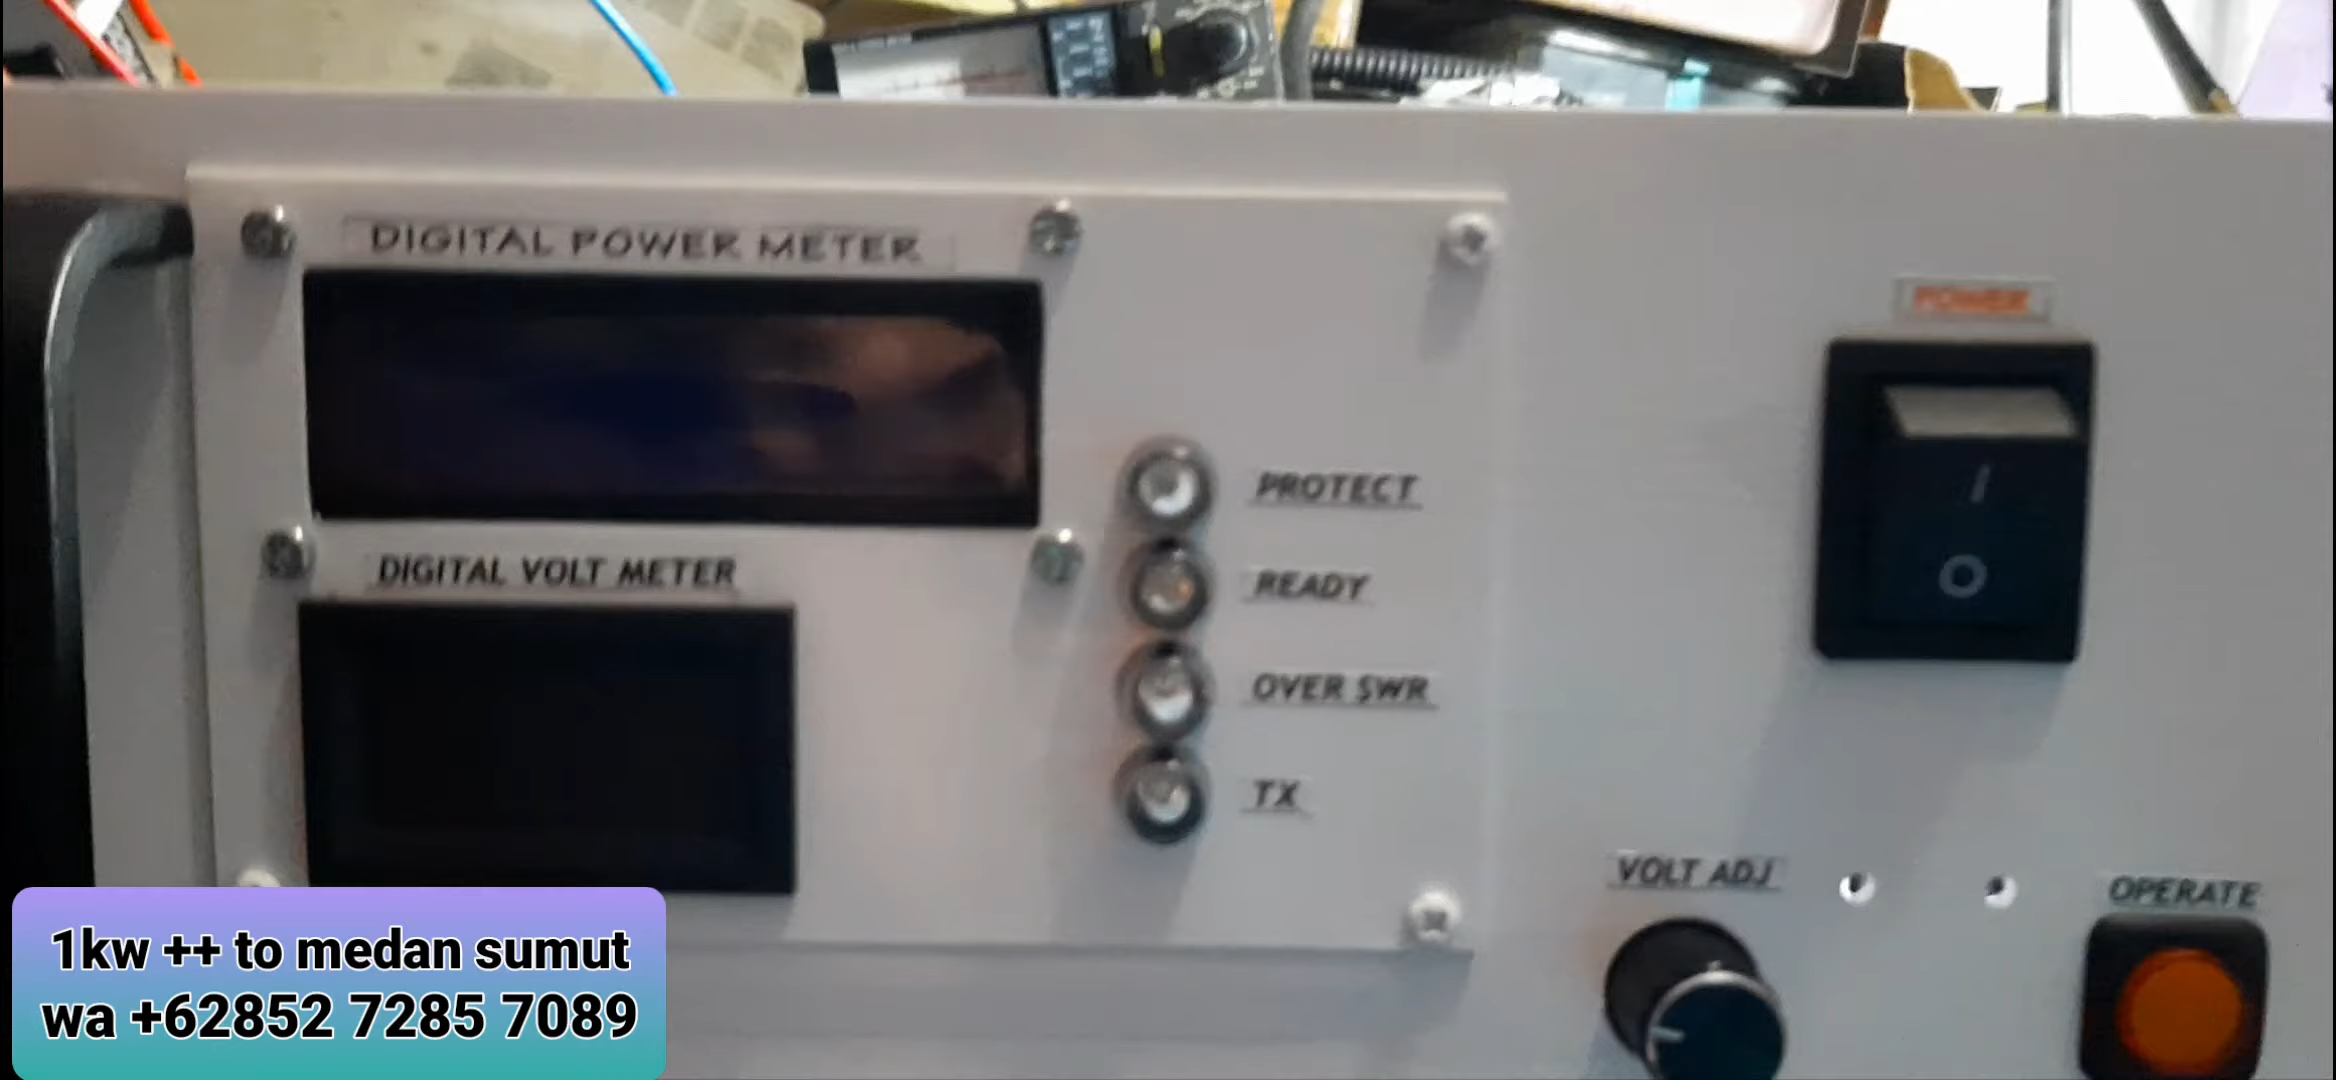 DIGITAL POWER METER
POWER
PROTECT
DIGITAL VOLT METER
READY
I
O
OVER SWR
TX
VOLT ADJ
OPERATE
1kw ++ to medan sumut
wa +62852 7285 7089